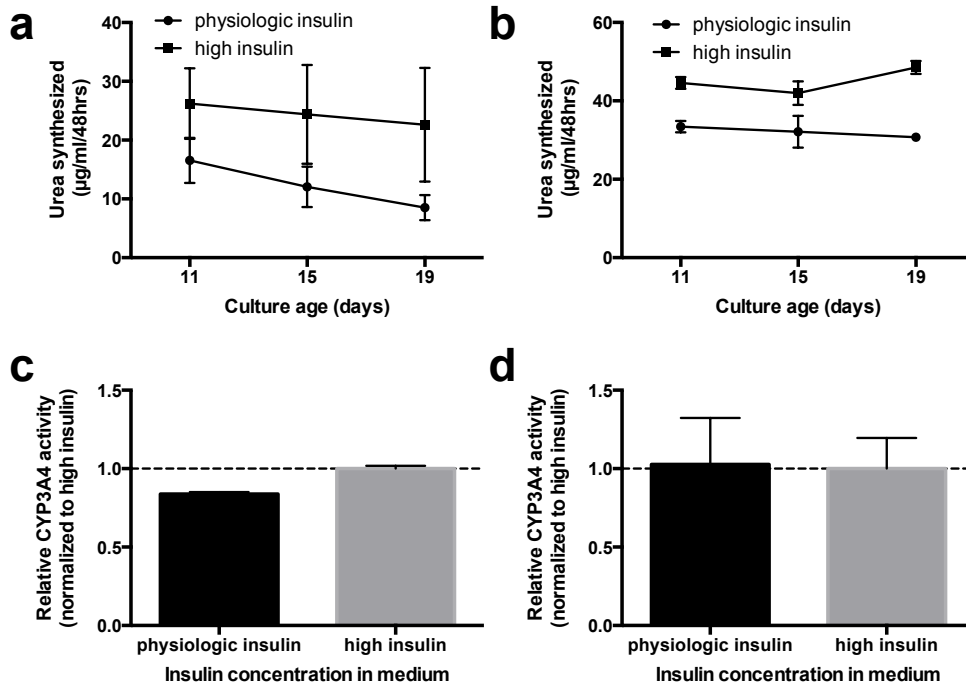 a
physiologic insulin
high insulin
40
30
20
10
0
Urea synthesized
(µg/ml/48hrs)
11 15 19
Culture age (days)
b
physiologic insulin
high insulin
60
40
20
0
Urea synthesized
(µg/ml/48hrs)
11 15 19
Culture age (days)
c
1.5
1.0
0.5
0.0
Relative CYP3A4 activity
(normalized to high insulin)
physiologic insulin high insulin
Insulin concentration in medium
d
1.5
1.0
0.5
0.0
Relative CYP3A4 activity
(normalized to high insulin)
physiologic insulin high insulin
Insulin concentration in medium